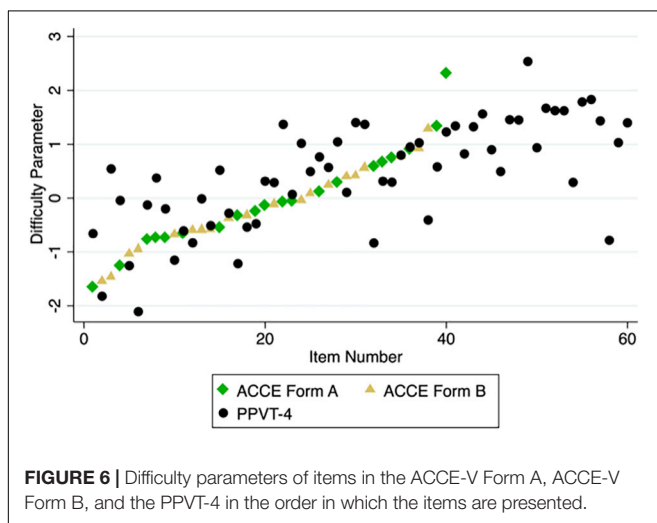 3
2
1
0
-1
-2
Difficulty Parameter
0
20
40
60
Item Number
ACCE Form A
ACCE Form B
PPVT-4
FIGURE 6 | Difficulty parameters of items in the ACCE-V Form A, ACCE-V
Form B, and the PPVT-4 in the order in which the items are presented.